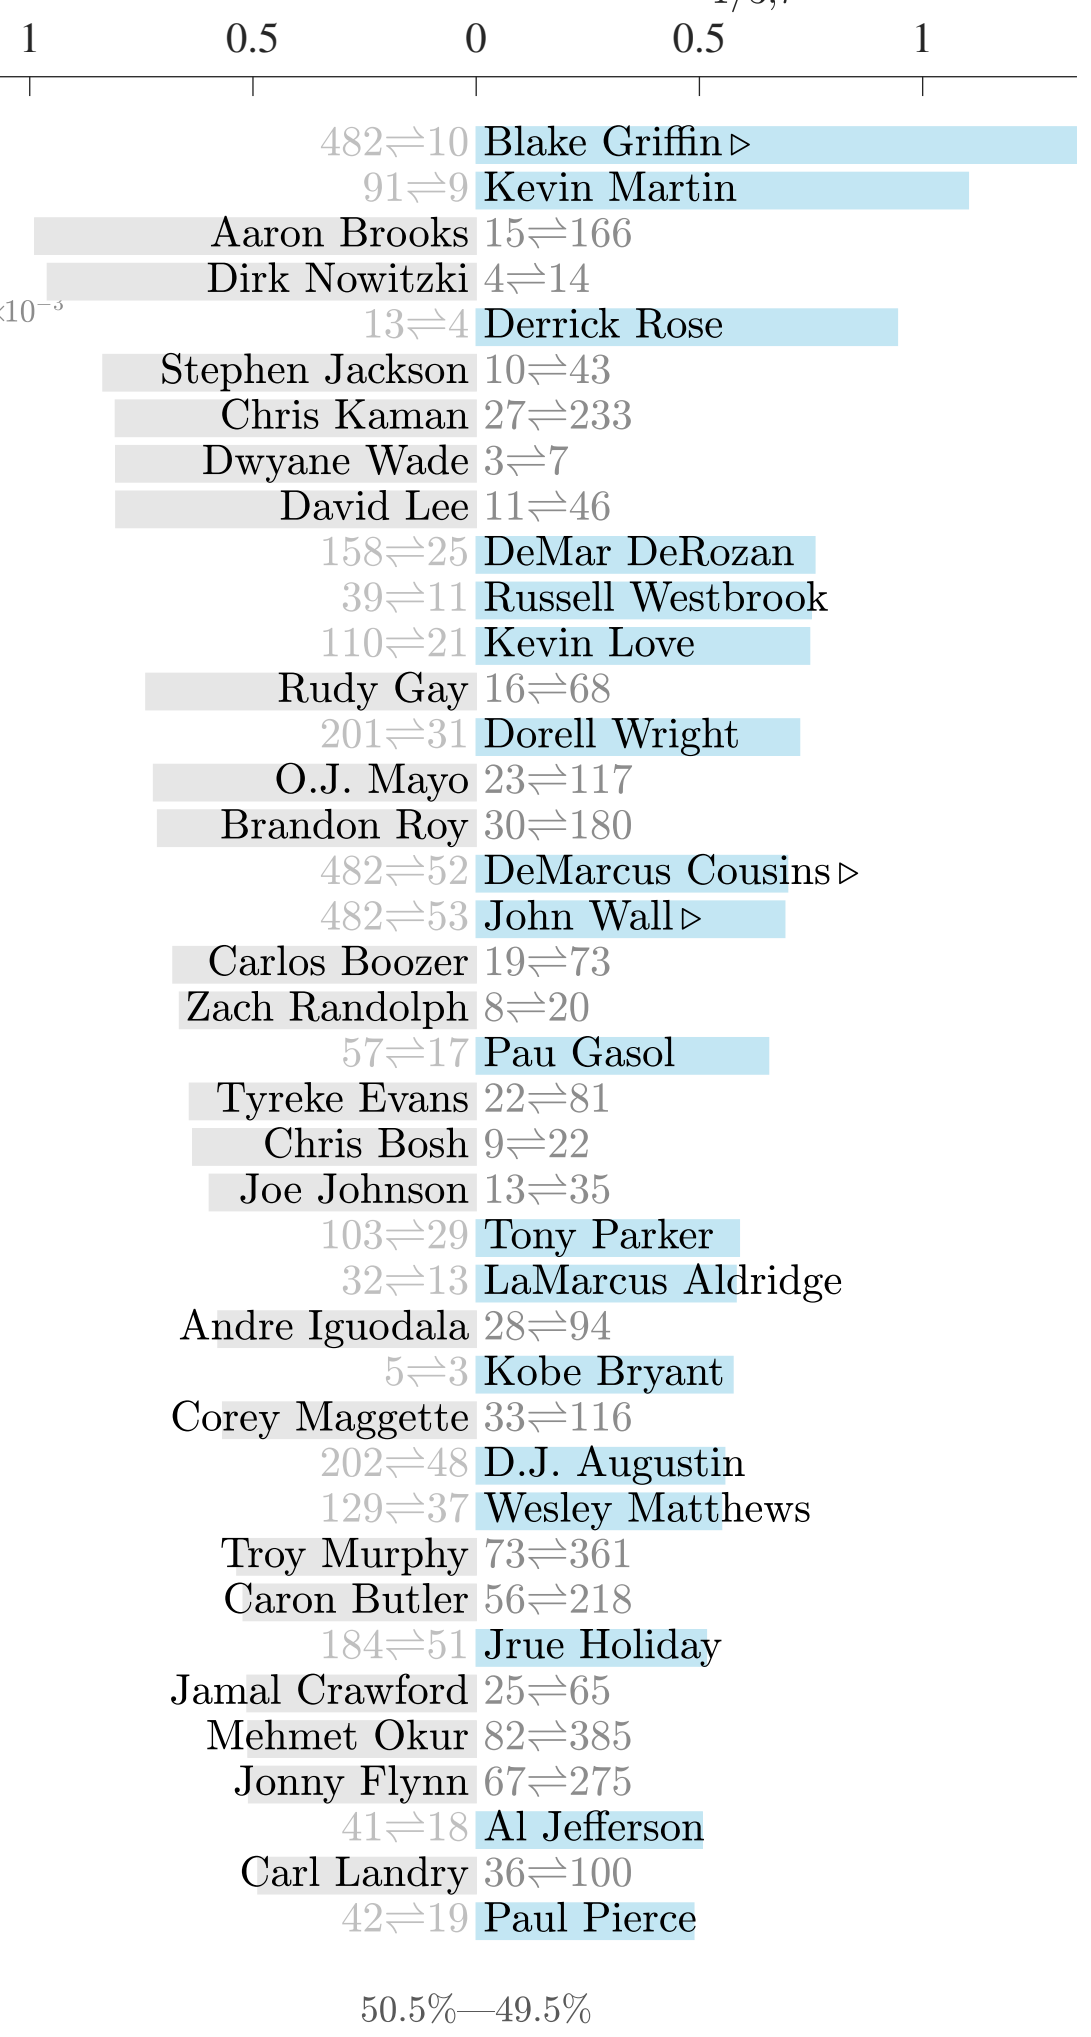 1 0.5 0 0.5 1
482⇌10 Blake Griffin▷
91⇌9 Kevin Martin
Aaron Brooks 15⇌166
Dirk Nowitzki 4⇌14
×10⁻³
13⇌4 Derrick Rose
Stephen Jackson 10⇌43
Chris Kaman 27⇌233
Dwyane Wade 3⇌7
David Lee 11⇌46
158⇌25 DeMar DeRozan
39⇌11 Russell Westbrook
110⇌21 Kevin Love
Rudy Gay 16⇌68
201⇌31 Dorell Wright
O.J. Mayo 23⇌117
Brandon Roy 30⇌180
482⇌52 DeMarcus Cousins▷
482⇌53 John Wall▷
Carlos Boozer 19⇌73
Zach Randolph 8⇌20
57⇌17 Pau Gasol
Tyreke Evans 22⇌81
Chris Bosh 9⇌22
Joe Johnson 13⇌35
103⇌29 Tony Parker
32⇌13 LaMarcus Aldridge
Andre Iguodala 28⇌94
5⇌3 Kobe Bryant
Corey Maggette 33⇌116
202⇌48 D.J. Augustin
129⇌37 Wesley Matthews
Troy Murphy 73⇌361
Caron Butler 56⇌218
184⇌51 Jrue Holiday
Jamal Crawford 25⇌65
Mehmet Okur 82⇌385
Jonny Flynn 67⇌275
41⇌18 Al Jefferson
Carl Landry 36⇌100
42⇌19 Paul Pierce
50.5%—49.5%